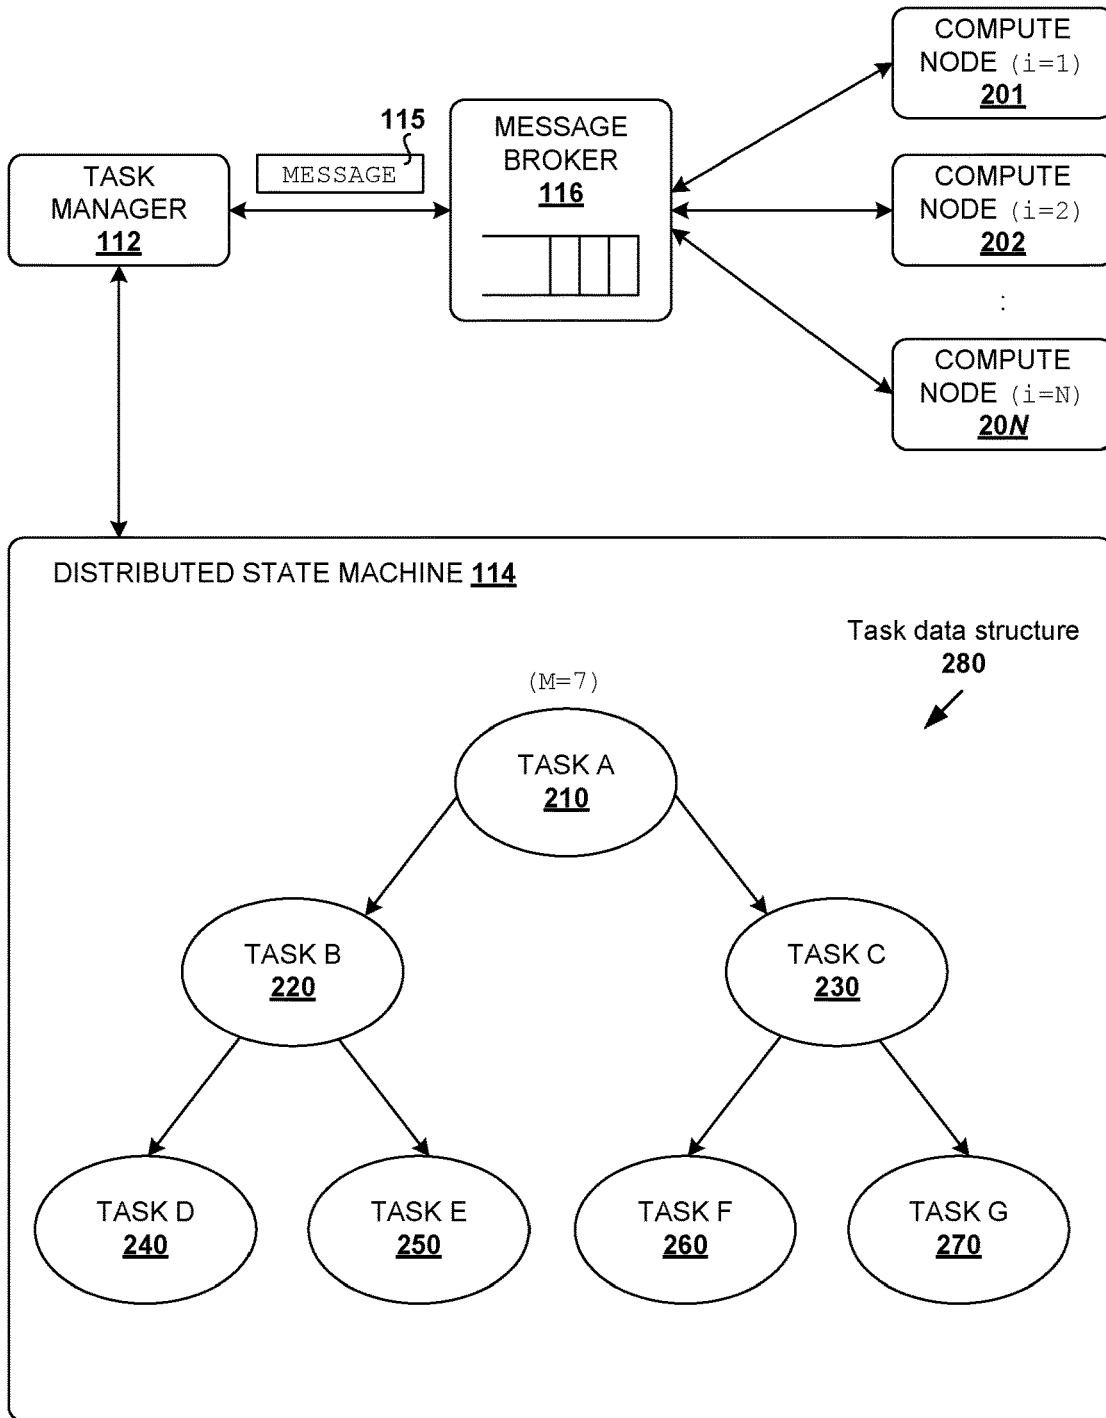 COMPUTE
NODE (i=1)
201
115
MESSAGE
BROKER
116
MESSAGE
TASK
MANAGER
112
COMPUTE
NODE (i=2)
202
:
COMPUTE
NODE (i=N)
20N
DISTRIBUTED STATE MACHINE 114
Task data structure
280
(M=7)
TASK A
210
TASK B
220
TASK C
230
TASK D
240
TASK E
250
TASK F
260
TASK G
270